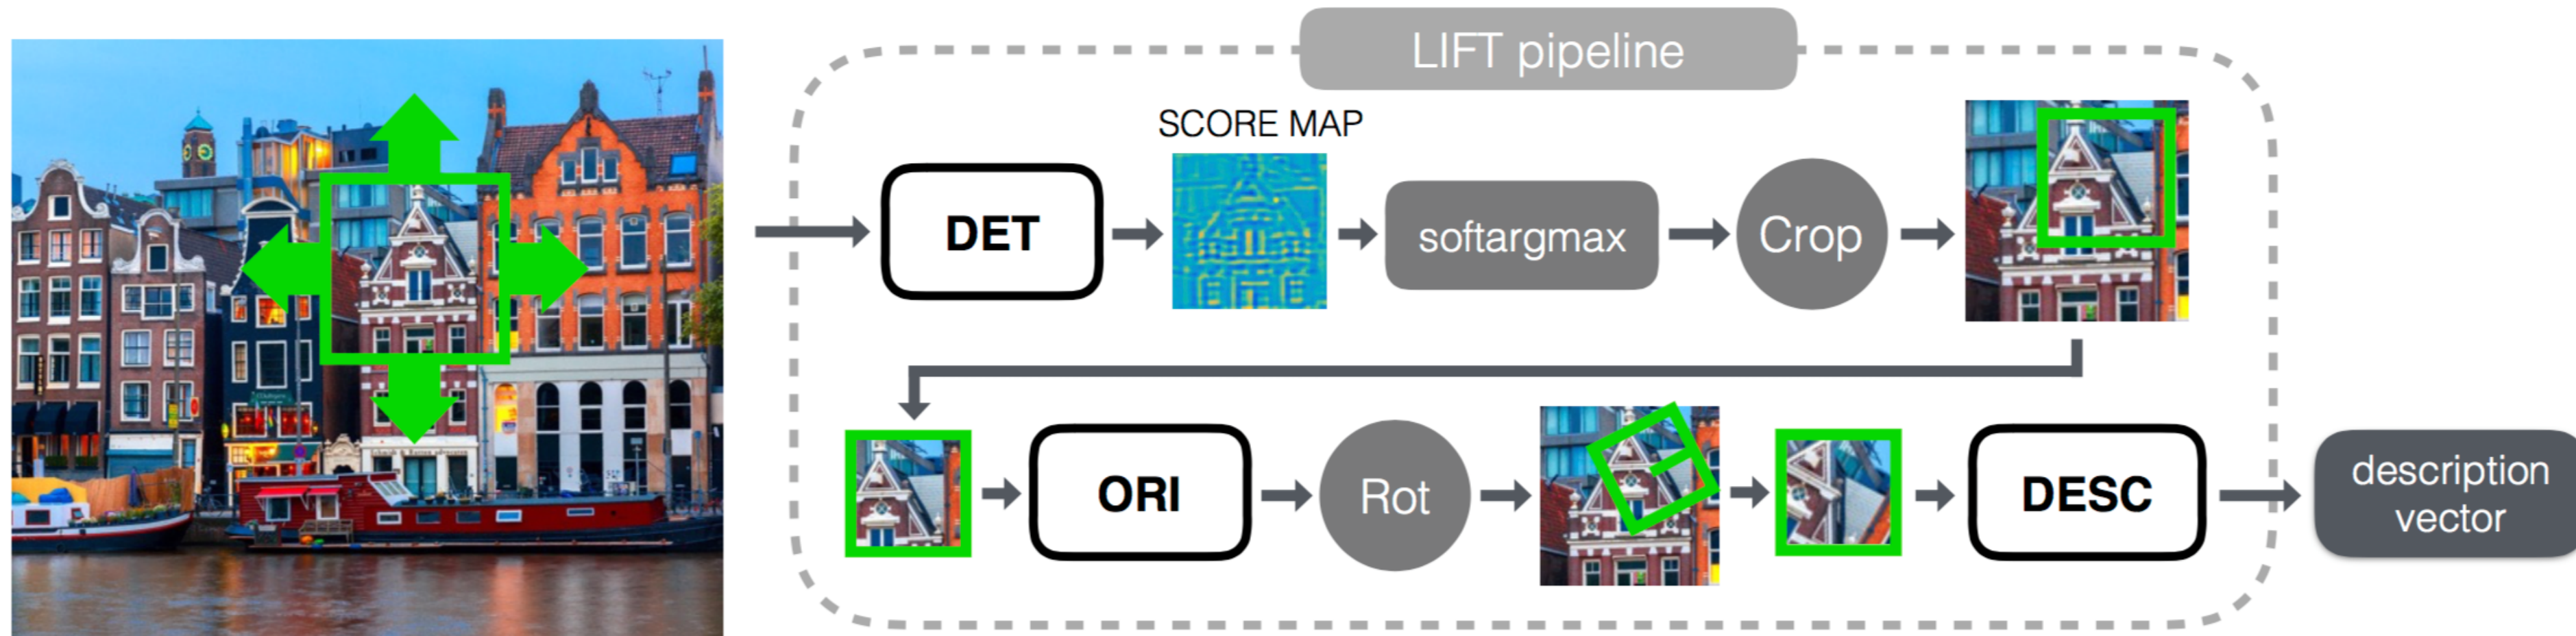 LIFT pipeline
SCORE MAP
DET
softargmax
Crop
ORI
Rot
DESC
description
vector